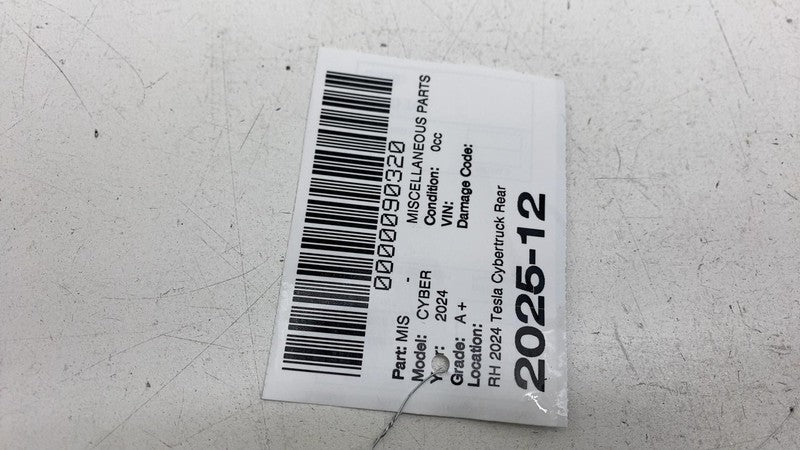 0000090320
Part: MIS - MISCELLANEOUS PARTS
Model: CYBER Condition: 0cc
Year: 2024 VIN:
Grade: A+ Damage Code:
Location:
RH 2024 Tesla Cybertruck Rear
2025-12